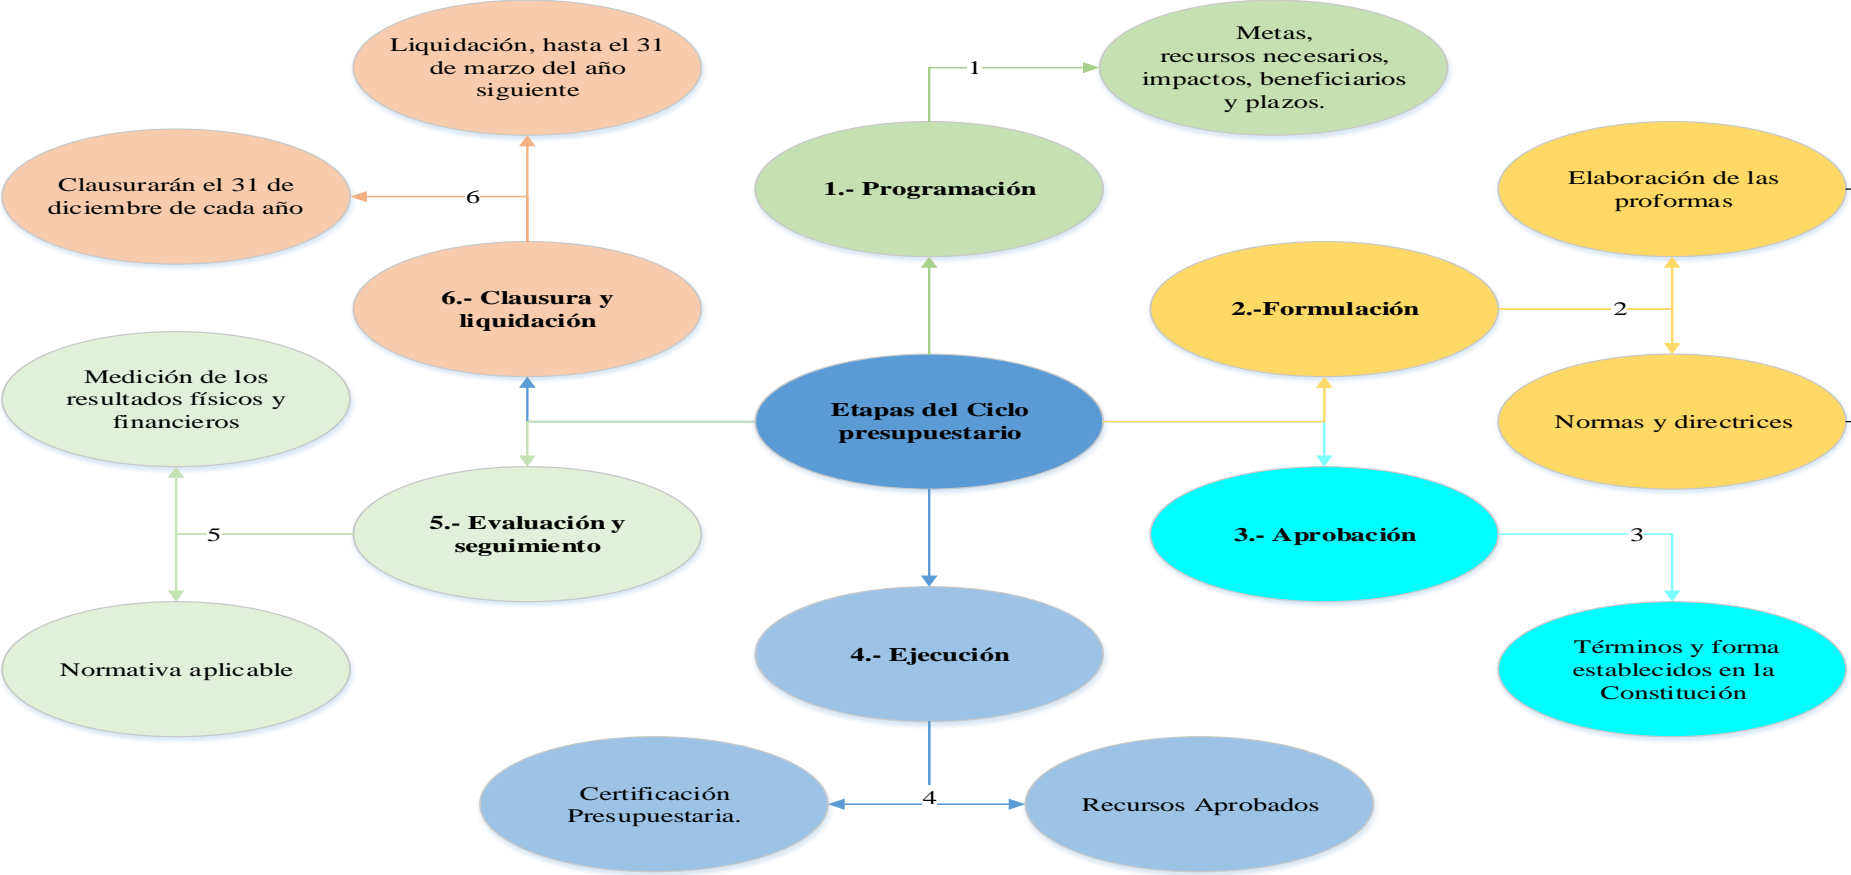 Liquidación, hasta el 31
de marzo del año
siguiente
Metas,
recursos necesarios,
impactos, beneficiarios
y plazos.
1
Clausurarán el 31 de
diciembre de cada año
6
1.- Programación
Elaboración de las
proformas
6.- Clausura y
liquidación
2.-Formulación
2
Medición de los
resultados físicos y
financieros
Etapas del Ciclo
presupuestario
Normas y directrices
5
5.- Evaluación y
seguimiento
3.- Aprobación
3
Normativa aplicable
4.- Ejecución
Términos y forma
establecidos en la
Constitución
Certificación
Presupuestaria.
4
Recursos Aprobados